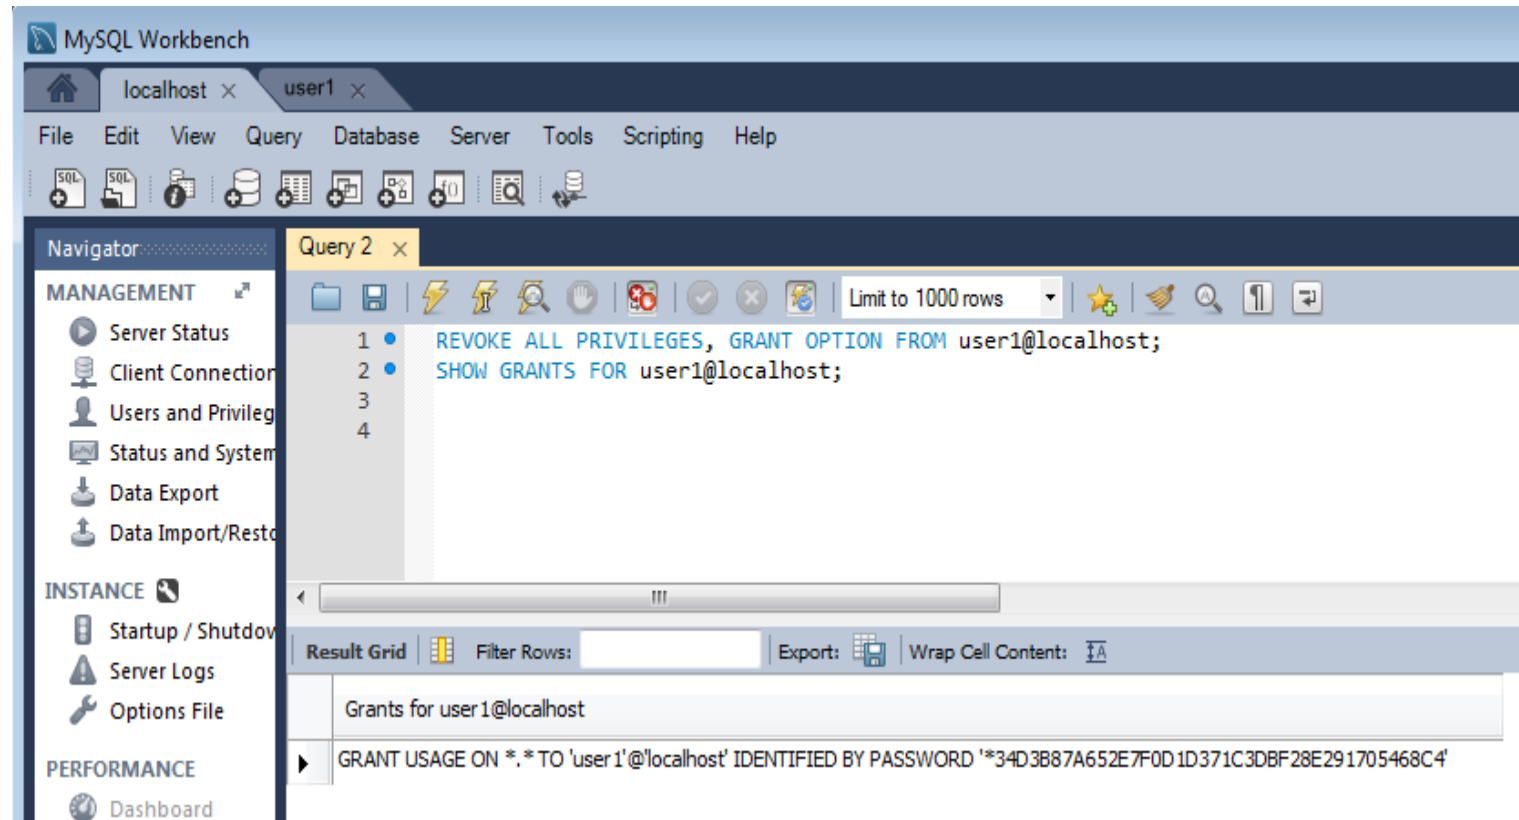 MySQL Workbench
localhost × user1 ×
File Edit View Query Database Server Tools Scripting Help
SQL SQL f()
Navigator
Query 2 ×
MANAGEMENT
Limit to 1000 rows
Server Status
Client Connection
Users and Privileg
Status and System
Data Export
Data Import/Resto
1 REVOKE ALL PRIVILEGES, GRANT OPTION FROM user1@localhost;
2 SHOW GRANTS FOR user1@localhost;
3
4
INSTANCE
Startup / Shutdow
Server Logs
Options File
PERFORMANCE
Dashboard
Result Grid Filter Rows: Export: Wrap Cell Content: IA
Grants for user1@localhost
GRANT USAGE ON *.* TO 'user1'@'localhost' IDENTIFIED BY PASSWORD '*34D3B87A652E7F0D1D371C3DBF28E291705468C4'